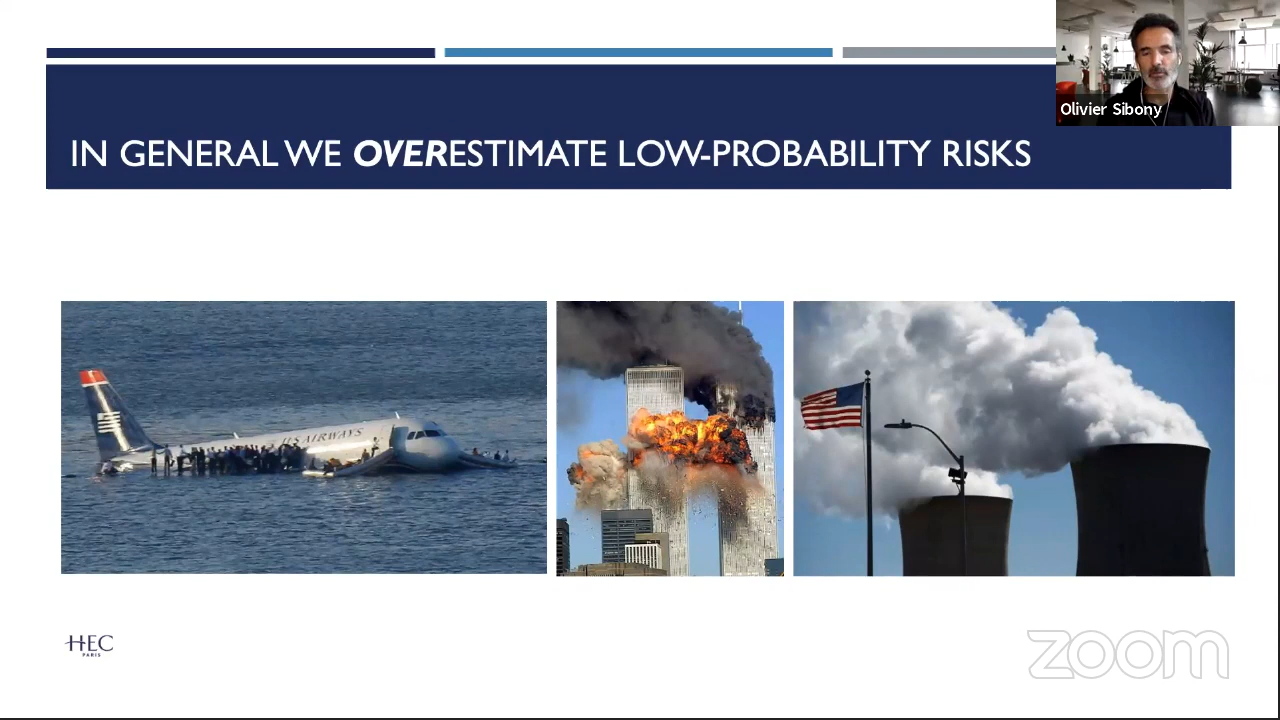 Olivier Sibony
IN GENERAL WE OVERESTIMATE LOW-PROBABILITY RISKS
US AIRWAYS
HEC
PARIS
zoom